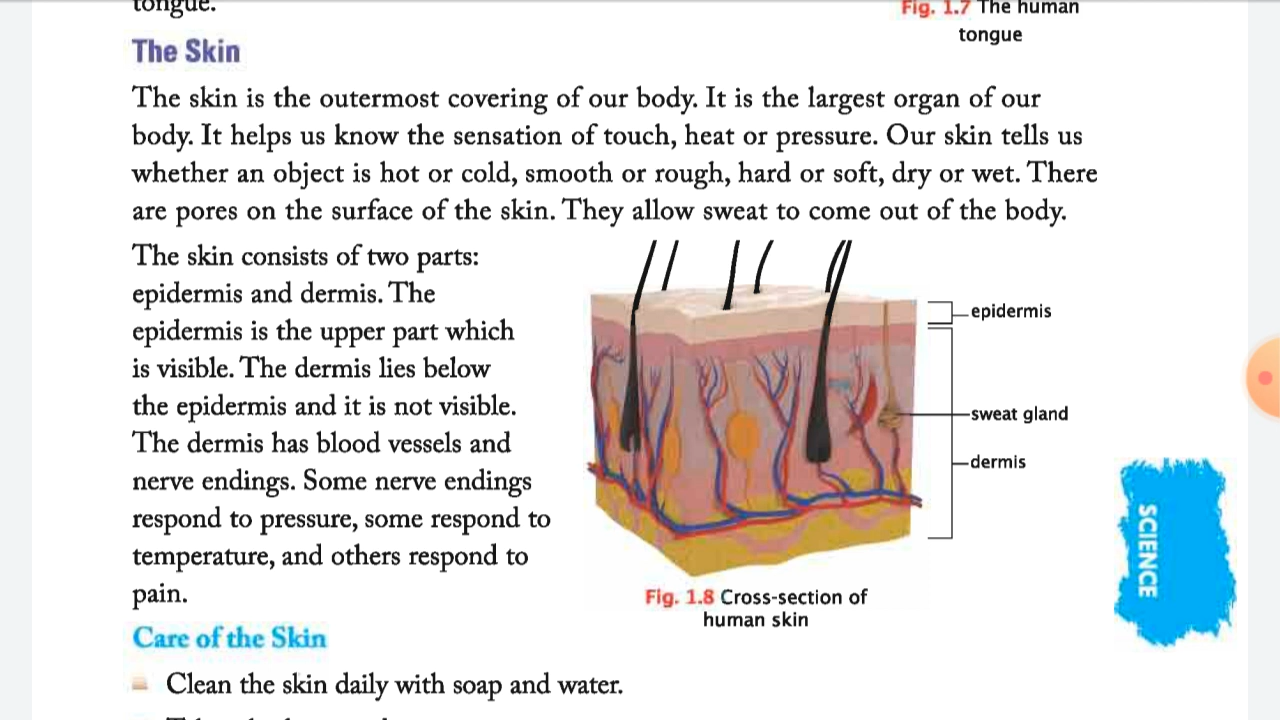 tongue.
Fig. 1.7 The human
tongue
The Skin
The skin is the outermost covering of our body. It is the largest organ of our
body. It helps us know the sensation of touch, heat or pressure. Our skin tells us
whether an object is hot or cold, smooth or rough, hard or soft, dry or wet. There
are pores on the surface of the skin. They allow sweat to come out of the body.
The skin consists of two parts:
epidermis and dermis. The
epidermis is the upper part which
is visible. The dermis lies below
the epidermis and it is not visible.
The dermis has blood vessels and
nerve endings. Some nerve endings
respond to pressure, some respond to
temperature, and others respond to
pain.
epidermis
sweat gland
dermis
Fig. 1.8 Cross-section of
human skin
SCIENCE
Care of the Skin
Clean the skin daily with soap and water.